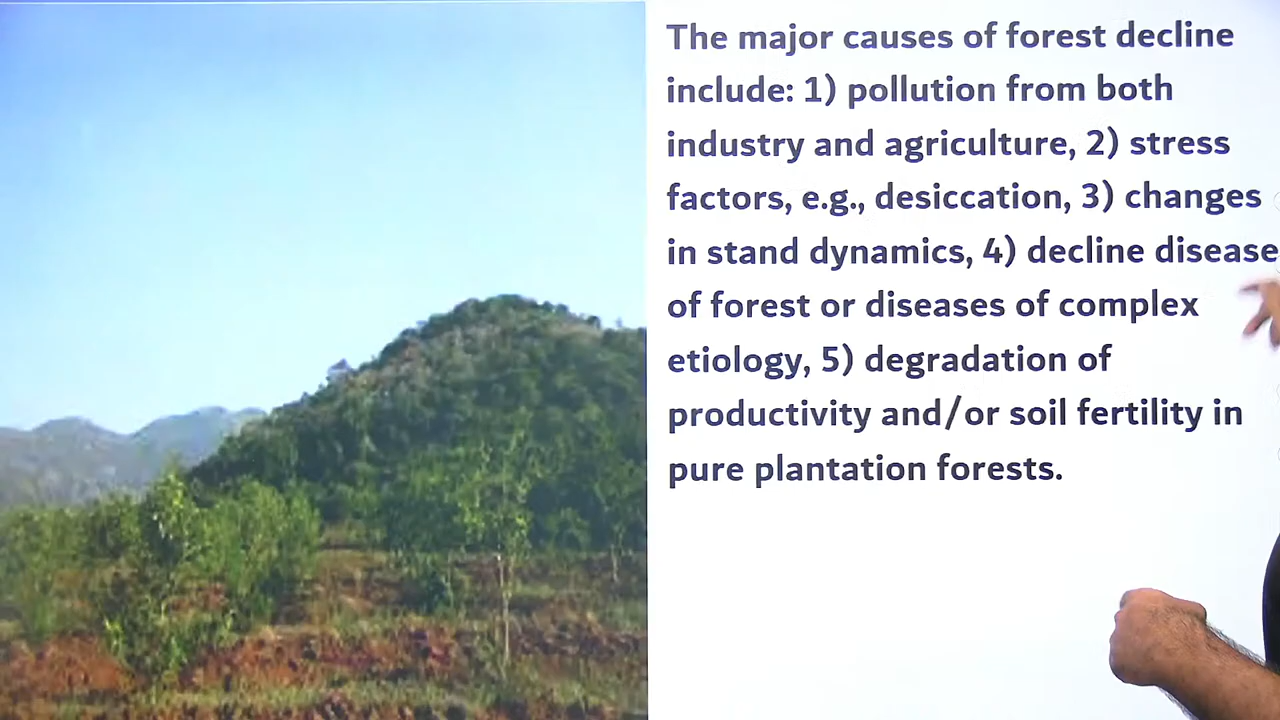 The major causes of forest decline
include: 1) pollution from both
industry and agriculture, 2) stress
factors, e.g., desiccation, 3) changes
in stand dynamics, 4) decline disease
of forest or diseases of complex
etiology, 5) degradation of
productivity and/or soil fertility in
pure plantation forests.